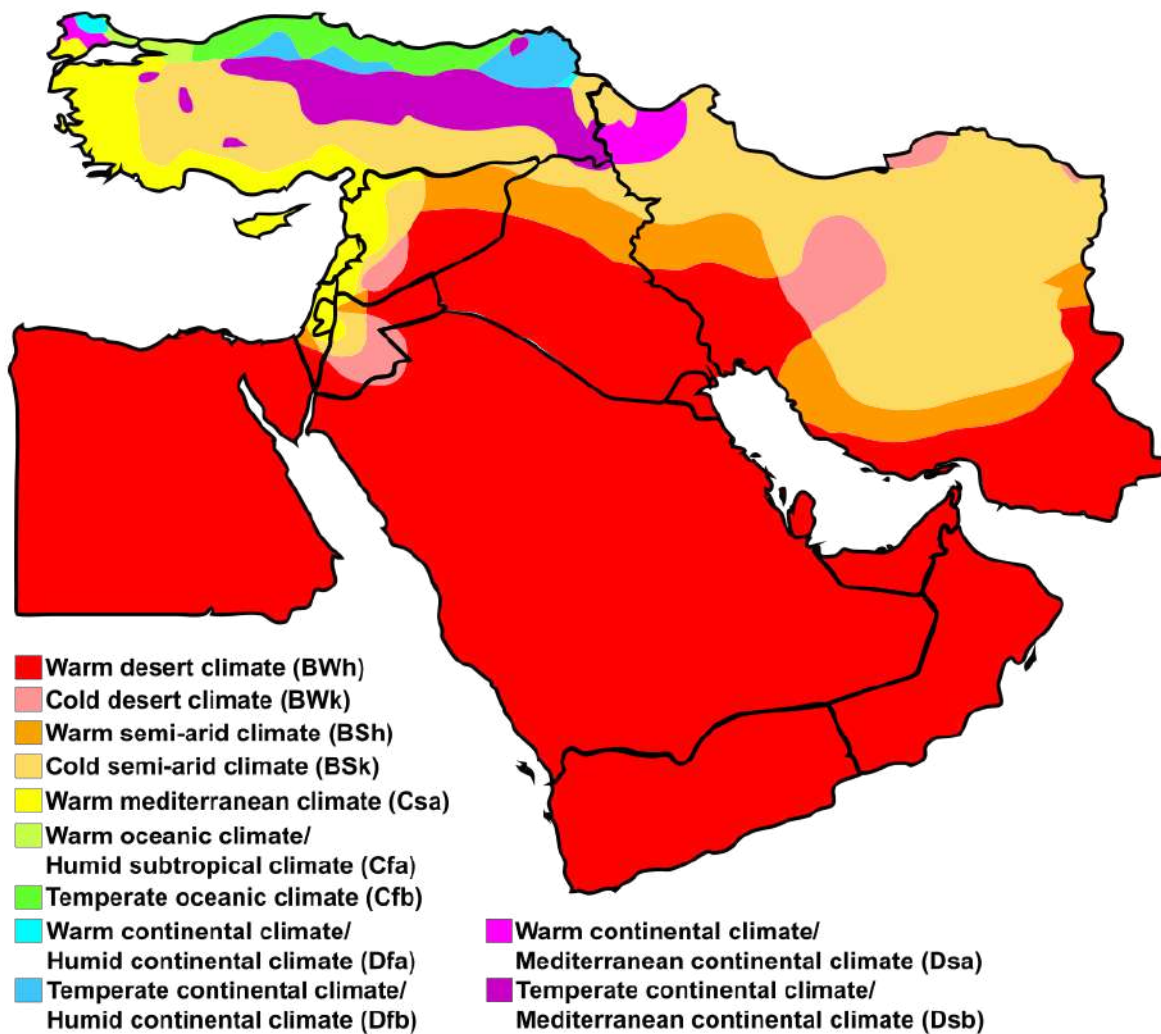 Warm desert climate (BWh)
Cold desert climate (BWk)
Warm semi-arid climate (BSh)
Cold semi-arid climate (BSk)
Warm mediterranean climate (Csa)
Warm oceanic climate/
Humid subtropical climate (Cfa)
Temperate oceanic climate (Cfb)
Warm continental climate/
Humid continental climate (Dfa)
Temperate continental climate/
Humid continental climate (Dfb)
Warm continental climate/
Mediterranean continental climate (Dsa)
Temperate continental climate/
Mediterranean continental climate (Dsb)